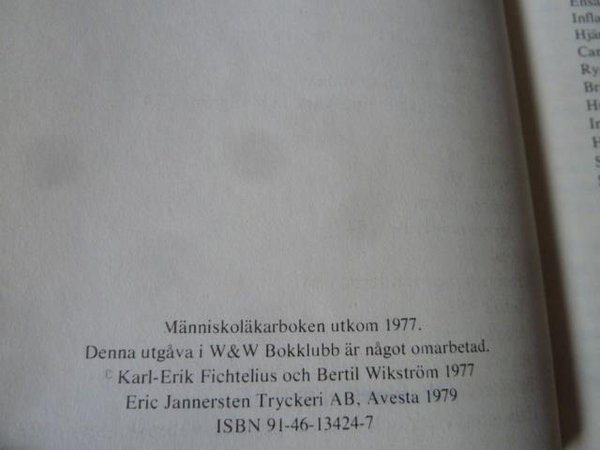 Människoläkarboken utkom 1977.
Denna utgåva i W&W Bokklubb är något omarbetad.
© Karl-Erik Fichtelius och Bertil Wikström 1977
Eric Jannersten Tryckeri AB, Avesta 1979
ISBN 91-46-13424-7